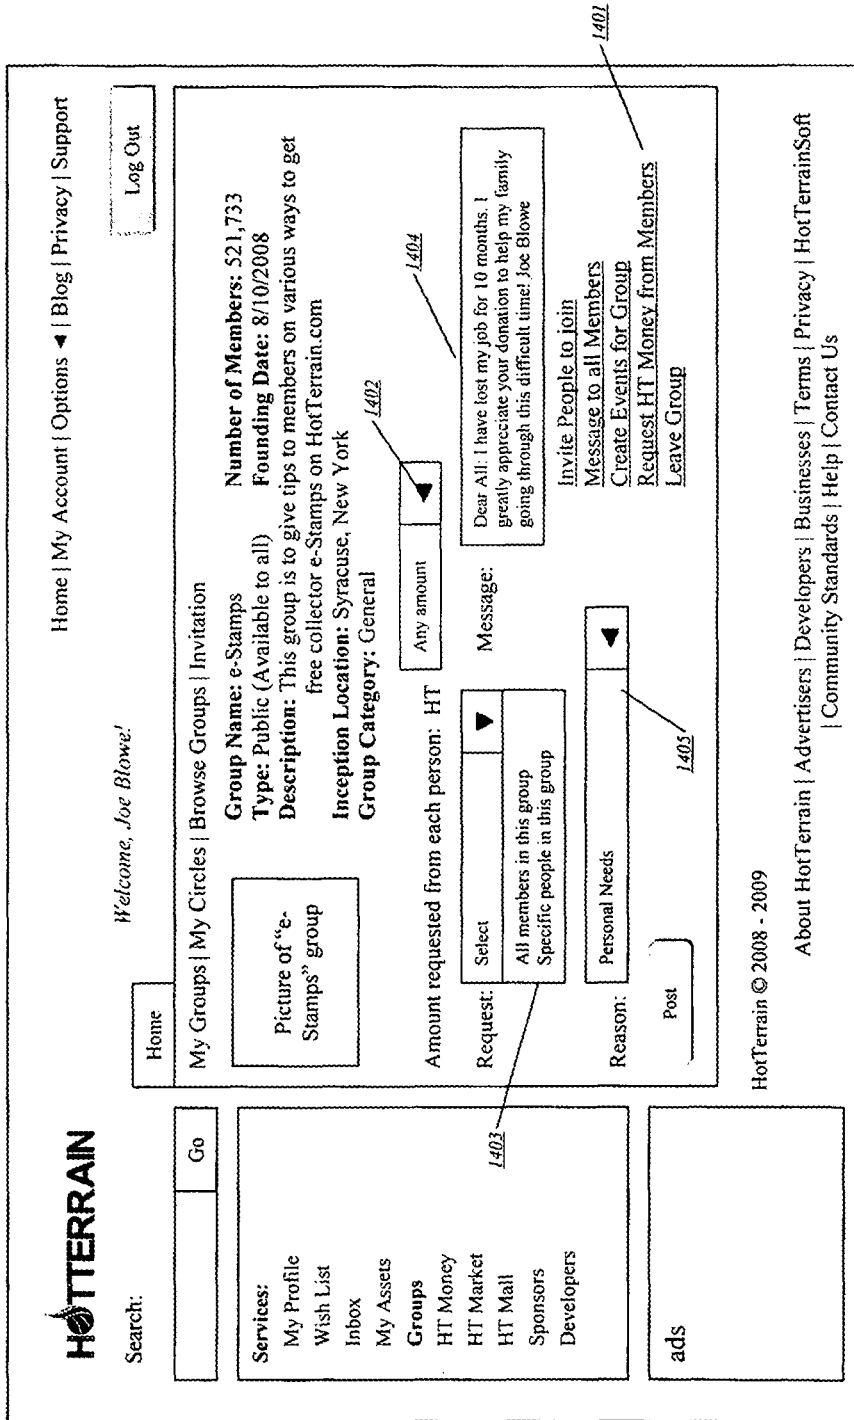 HOTTERRAIN
Home | My Account | Options ◄ | Blog | Privacy | Support
Welcome, Joe Blowe!
Log Out
Search:
Go
Home
My Groups | My Circles | Browse Groups | Invitation
Services:
My Profile
Wish List
Inbox
My Assets
Groups
HT Money
HT Market
HT Mall
Sponsors
Developers
ads
Picture of “e-
Stamps” group
Group Name: e-Stamps
Number of Members: 521,733
Type: Public (Available to all)
Founding Date: 8/10/2008
Description: This group is to give tips to members on various ways to get
free collector e-Stamps on HotTerrain.com
Inception Location: Syracuse, New York
Group Category: General
1402
Amount requested from each person: HT
Any amount
1404
Request:
Select
All members in this group
Specific people in this group
1403
Message:
Dear All: I have lost my job for 10 months. I
greatly appreciate your donation to help my family
going through this difficult time! Joe Blowe
Reason:
Personal Needs
1405
Invite People to join
Message to all Members
Create Events for Group
Request HT Money from Members
Leave Group
1401
Post
HotTerrain © 2008 - 2009
About HotTerrain | Advertisers | Developers | Businesses | Terms | Privacy | HotTerrainSoft
| Community Standards | Help | Contact Us